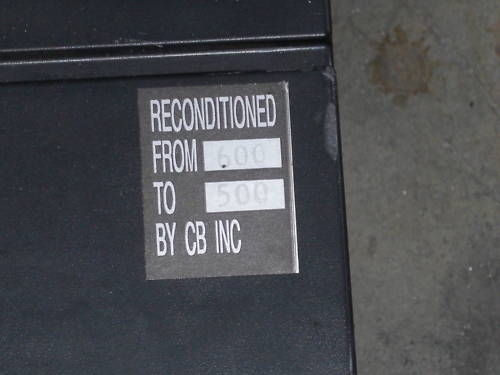 RECONDITIONED
FROM 600
TO 500
BY CB INC